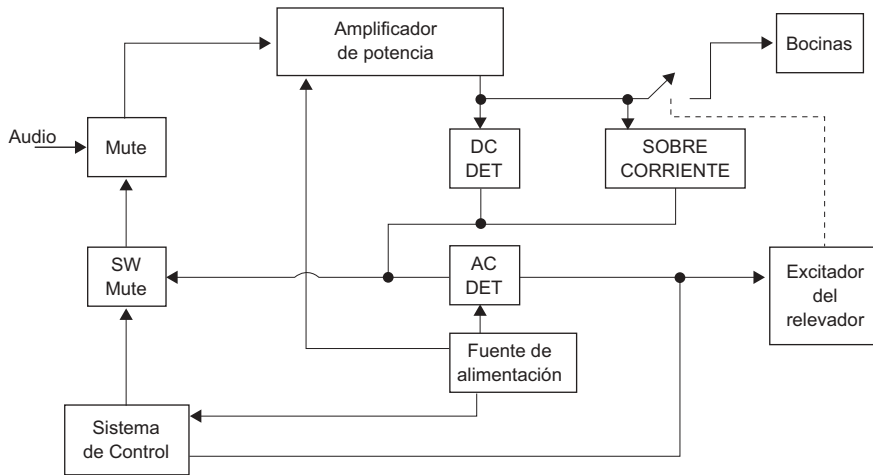 Amplificador
de potencia
Bocinas
Audio
Mute
DC
DET
SOBRE
CORRIENTE
SW
Mute
AC
DET
Excitador
del
relevador
Fuente de
alimentación
Sistema
de Control